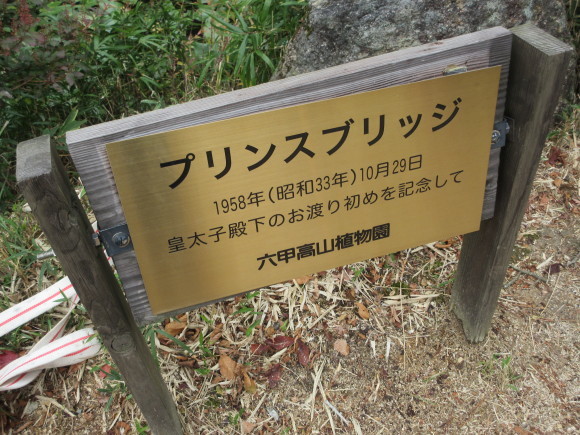 プリンスブリッジ
1958年(昭和33年)10月29日
皇太子殿下のお渡り初めを記念して
六甲高山植物園